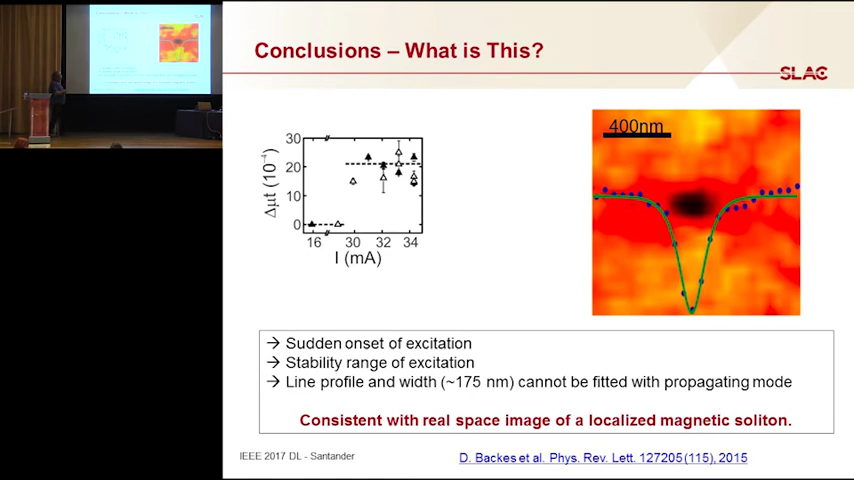 Conclusions – What is This?
SLAC
30
20
10
0
Δμt (10⁻⁴)
16 30 32 34
I (mA)
400nm
→ Sudden onset of excitation
→ Stability range of excitation
→ Line profile and width (~175 nm) cannot be fitted with propagating mode
Consistent with real space image of a localized magnetic soliton.
IEEE 2017 DL - Santander
D. Backes et al. Phys. Rev. Lett. 127205 (115), 2015